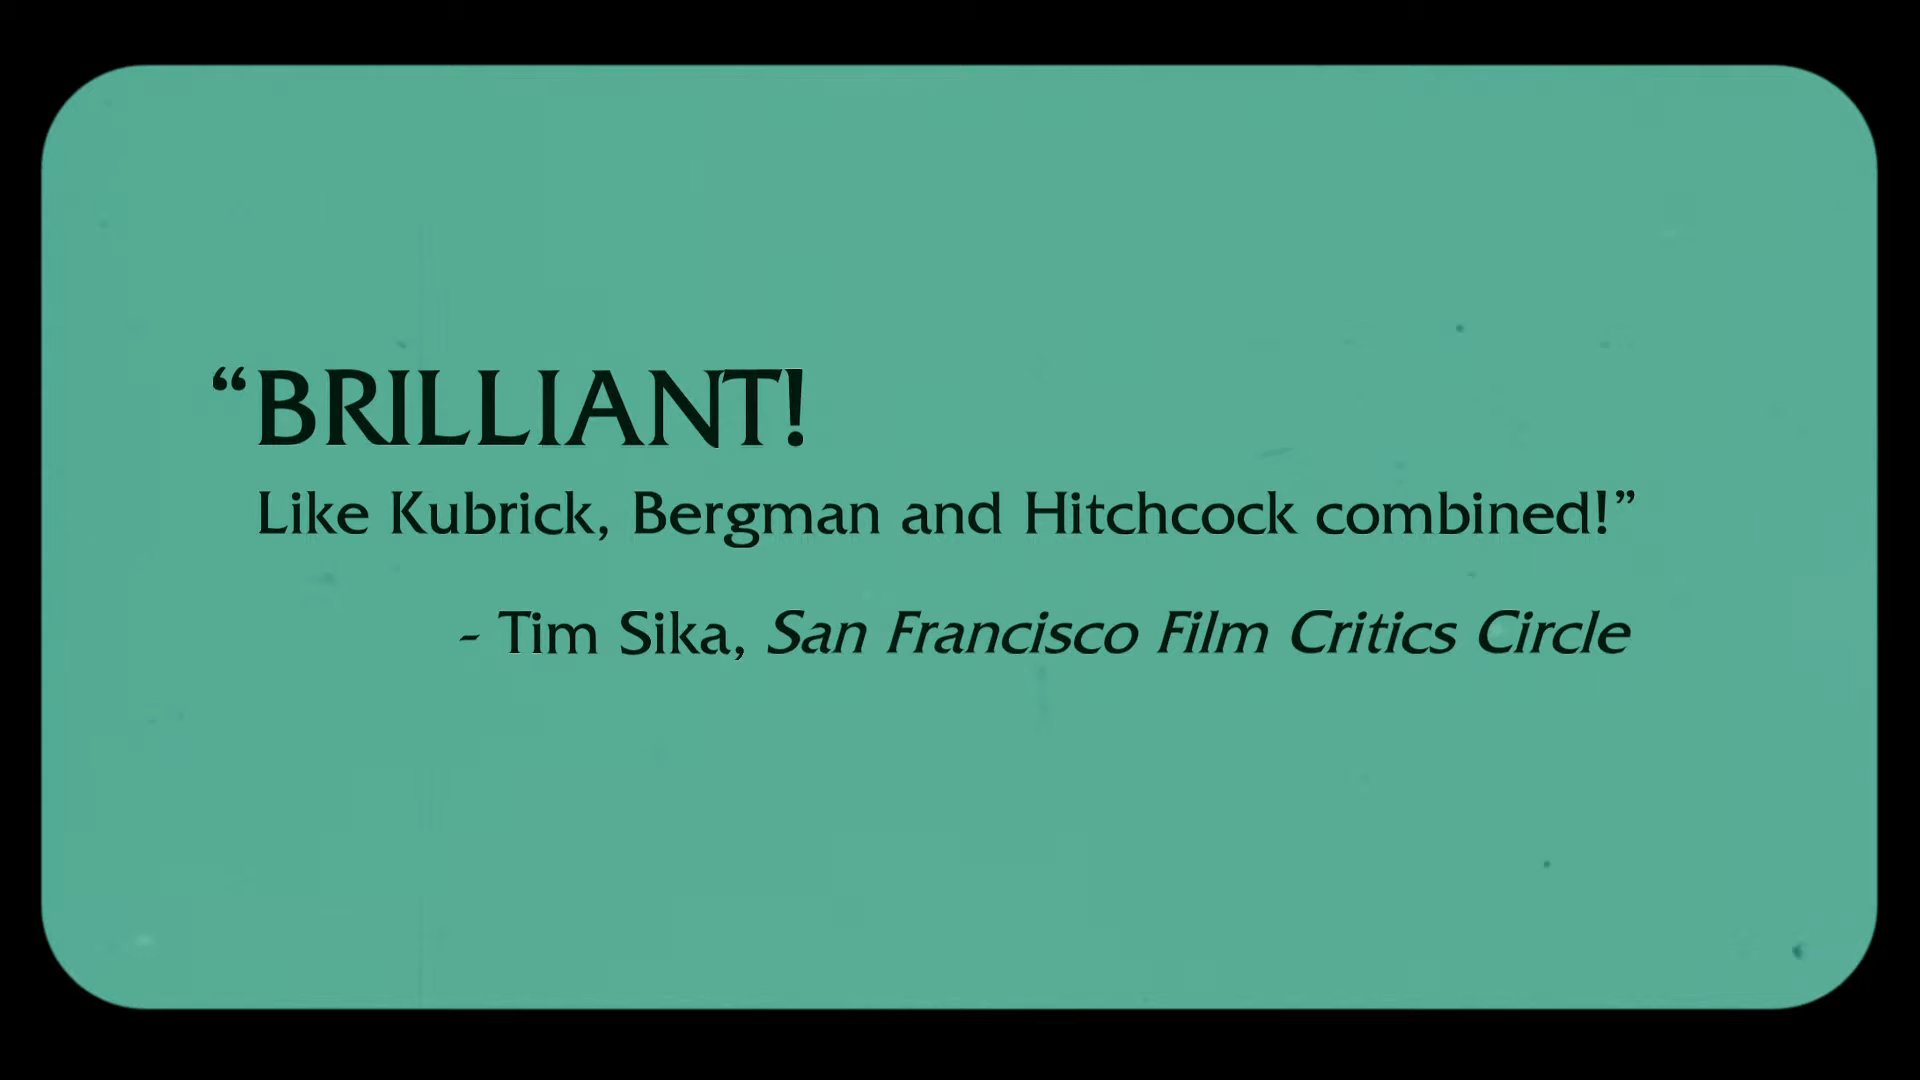 “BRILLIANT!
Like Kubrick, Bergman and Hitchcock combined!”
- Tim Sika, San Francisco Film Critics Circle